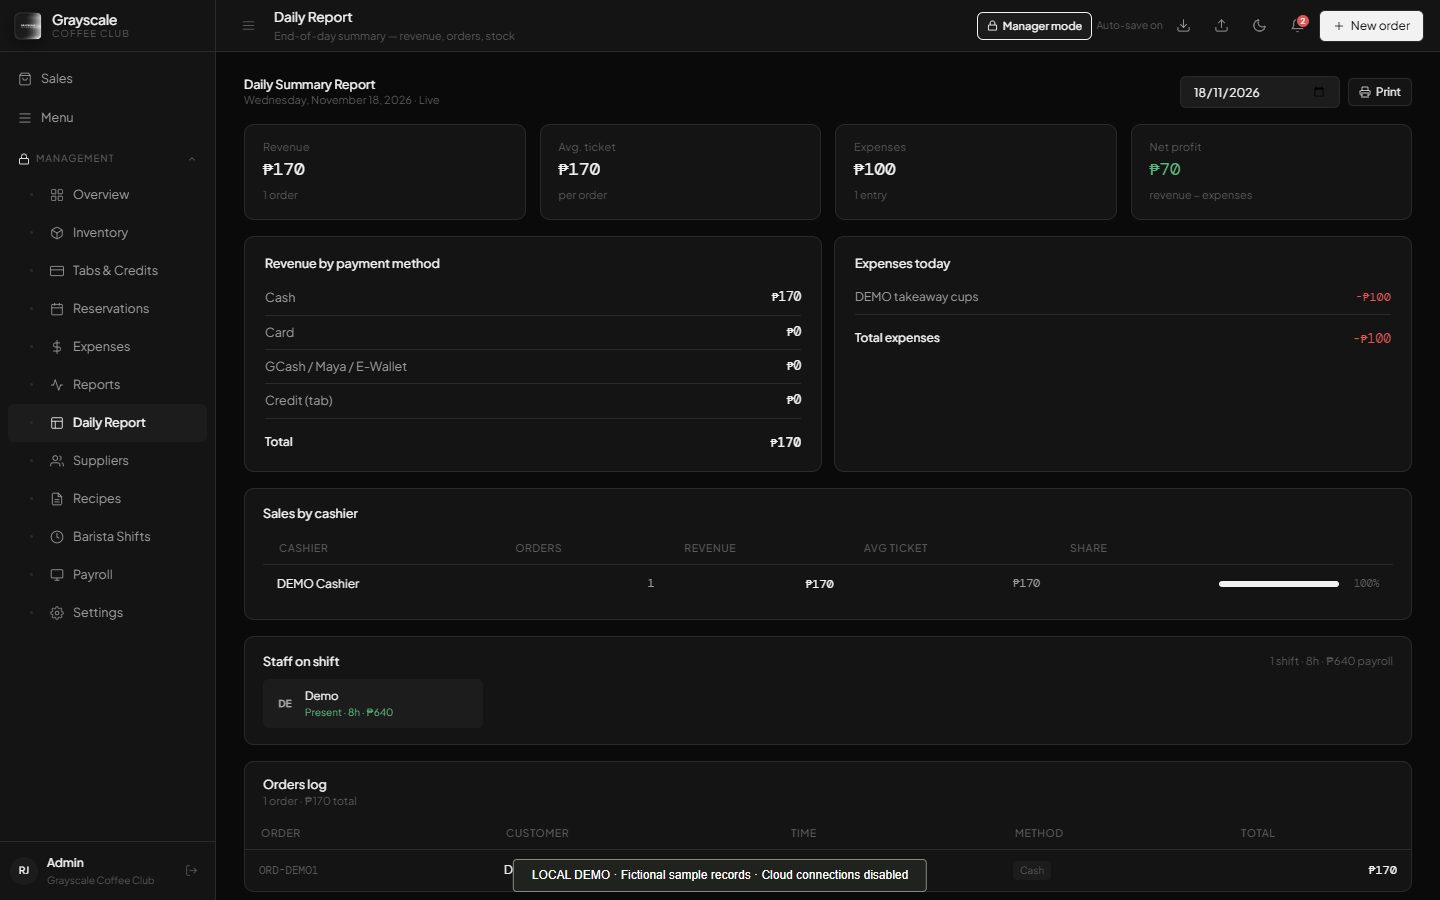 Grayscale
COFFEE CLUB
Daily Report
End-of-day summary — revenue, orders, stock
Manager mode
Auto-save on
2
+ New order
Sales
Menu
MANAGEMENT
Overview
Inventory
Tabs & Credits
Reservations
Expenses
Reports
Daily Report
Suppliers
Recipes
Barista Shifts
Payroll
Settings
RJ
Admin
Grayscale Coffee Club
Daily Summary Report
Wednesday, November 18, 2026 · Live
18/11/2026
Print
Revenue
₱170
1 order
Avg. ticket
₱170
per order
Expenses
₱100
1 entry
Net profit
₱70
revenue – expenses
Revenue by payment method
Cash ₱170
Card ₱0
GCash / Maya / E-Wallet ₱0
Credit (tab) ₱0
Total ₱170
Expenses today
DEMO takeaway cups -₱100
Total expenses -₱100
Sales by cashier
CASHIER ORDERS REVENUE AVG TICKET SHARE
DEMO Cashier 1 ₱170 ₱170 100%
Staff on shift
1 shift · 8h · ₱640 payroll
DE
Demo
Present · 8h · ₱640
Orders log
1 order · ₱170 total
ORDER CUSTOMER TIME METHOD TOTAL
ORD-DEMO1 D Cash ₱170
LOCAL DEMO · Fictional sample records · Cloud connections disabled